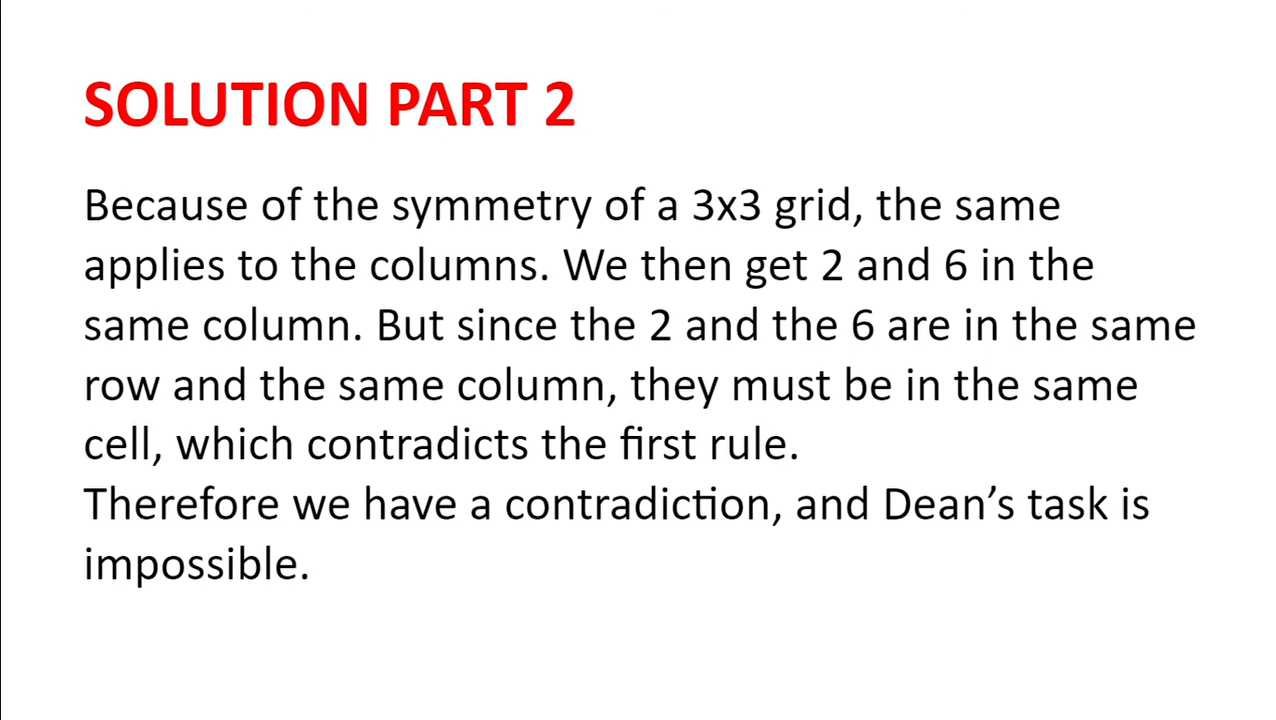 SOLUTION PART 2
Because of the symmetry of a 3x3 grid, the same
applies to the columns. We then get 2 and 6 in the
same column. But since the 2 and the 6 are in the same
row and the same column, they must be in the same
cell, which contradicts the first rule.
Therefore we have a contradiction, and Dean’s task is
impossible.